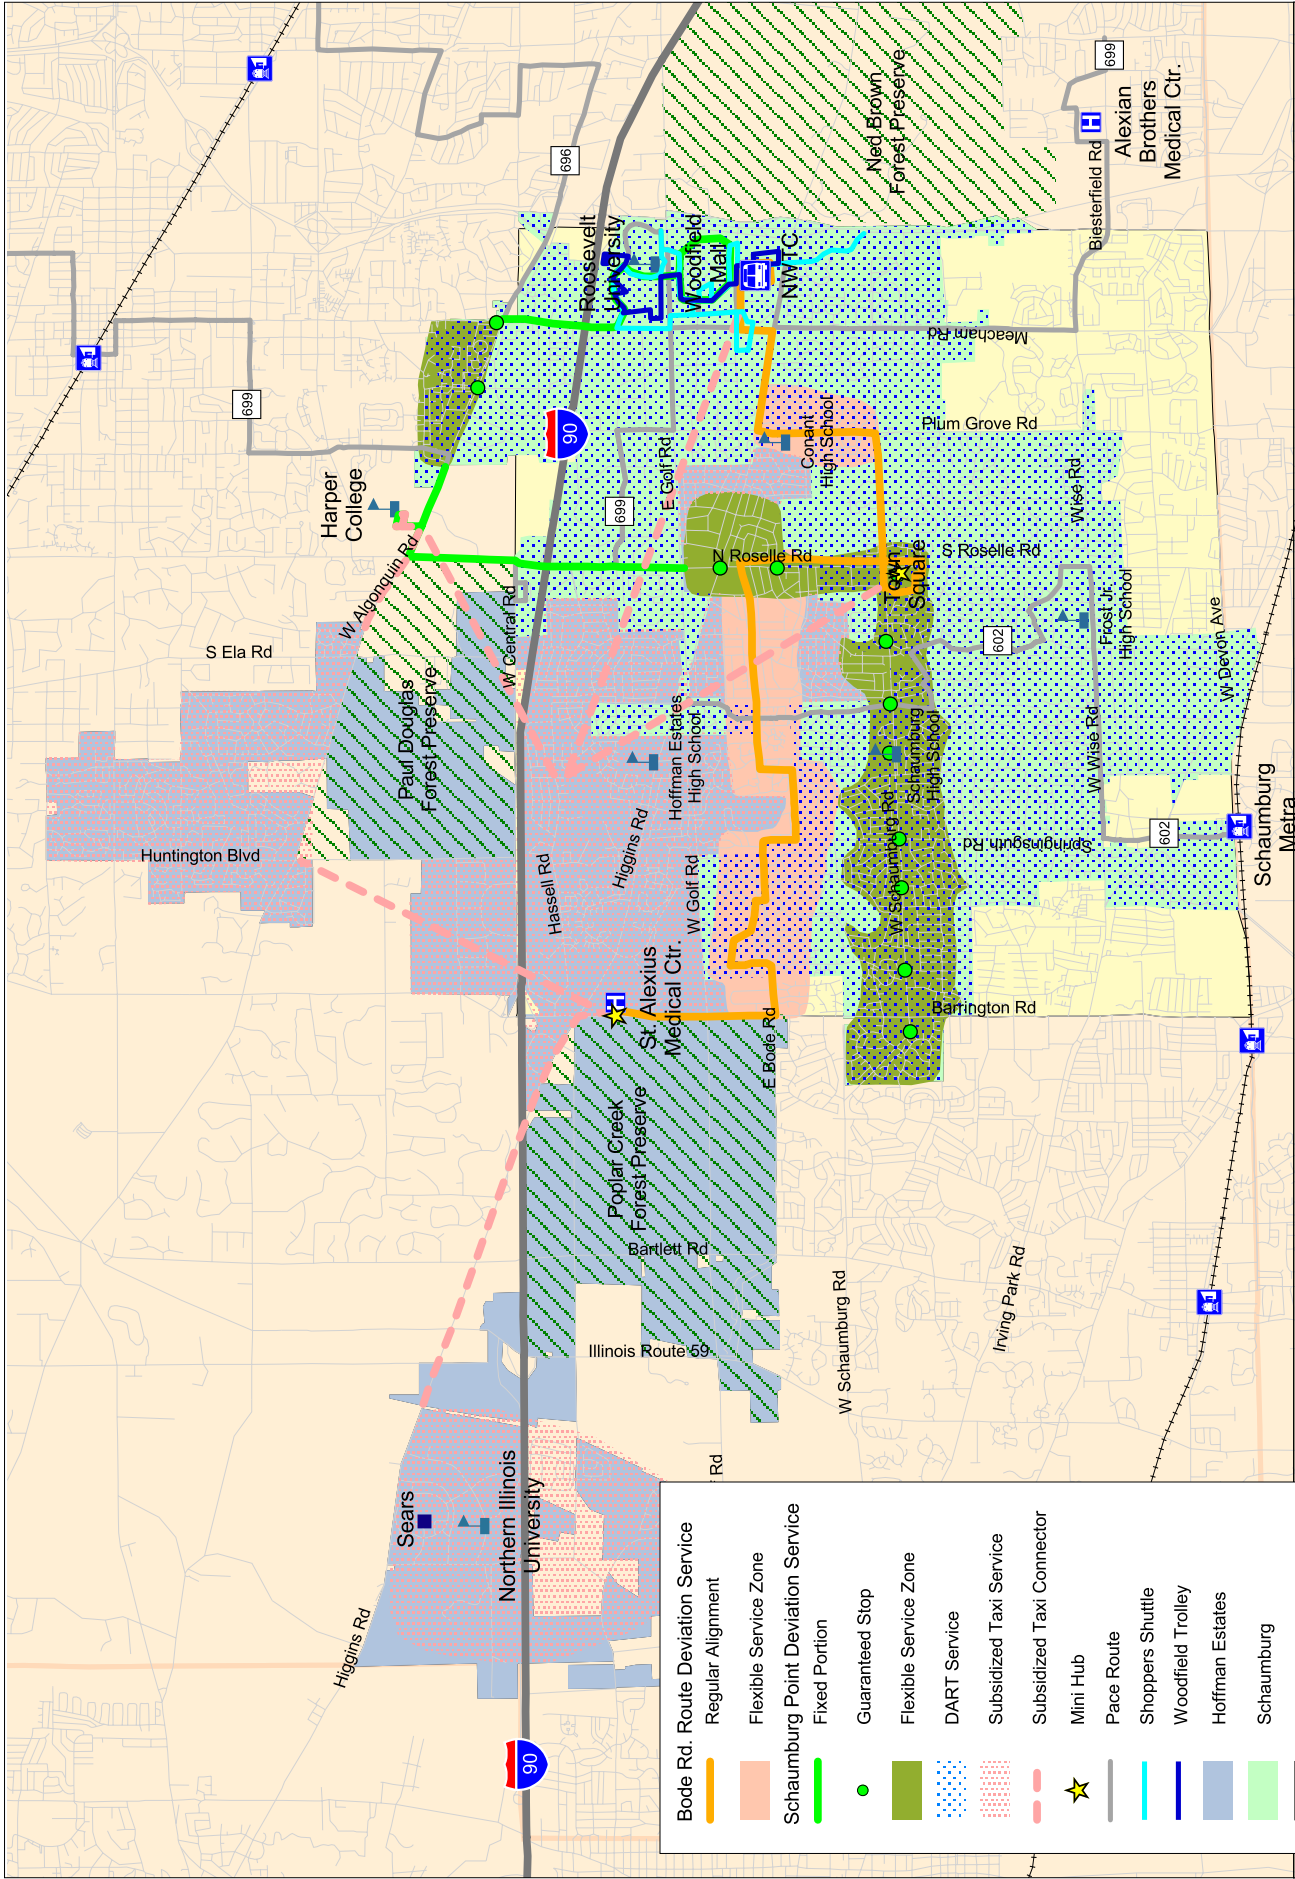 699
Alexian
Brothers
Medical Ctr.
Biesterfield Rd
Ned Brown
Forest Preserve
696
Roosevelt
University
Woodfield
Mall
NWTC
Meacham Rd
699
90
Plum Grove Rd
Conant
High School
E Golf Rd
Harper
College
699
Wise Rd
N Roselle Rd
S Roselle Rd
Town
Square
W Algonquin Rd
W Central Rd
S Ela Rd
602
Frost Jr.
High School
W Devon Ave
Paul Douglas
Forest Preserve
Hoffman Estates
High School
Schaumburg
High School
W Wise Rd
Huntington Blvd
Hassell Rd
Higgins Rd
W Golf Rd
W Schaumburg Rd
Springinsguth Rd
602
Schaumburg
Metra
St. Alexius
Medical Ctr.
Barrington Rd
E Bode Rd
Poplar Creek
Forest Preserve
Bartlett Rd
Illinois Route 59
W Schaumburg Rd
Irving Park Rd
Sears
Northern Illinois
University
Higgins Rd
90
Rd
Bode Rd. Route Deviation Service
Regular Alignment
Flexible Service Zone
Schaumburg Point Deviation Service
Fixed Portion
Guaranteed Stop
Flexible Service Zone
DART Service
Subsidized Taxi Service
Subsidized Taxi Connector
Mini Hub
Pace Route
Shoppers Shuttle
Woodfield Trolley
Hoffman Estates
Schaumburg